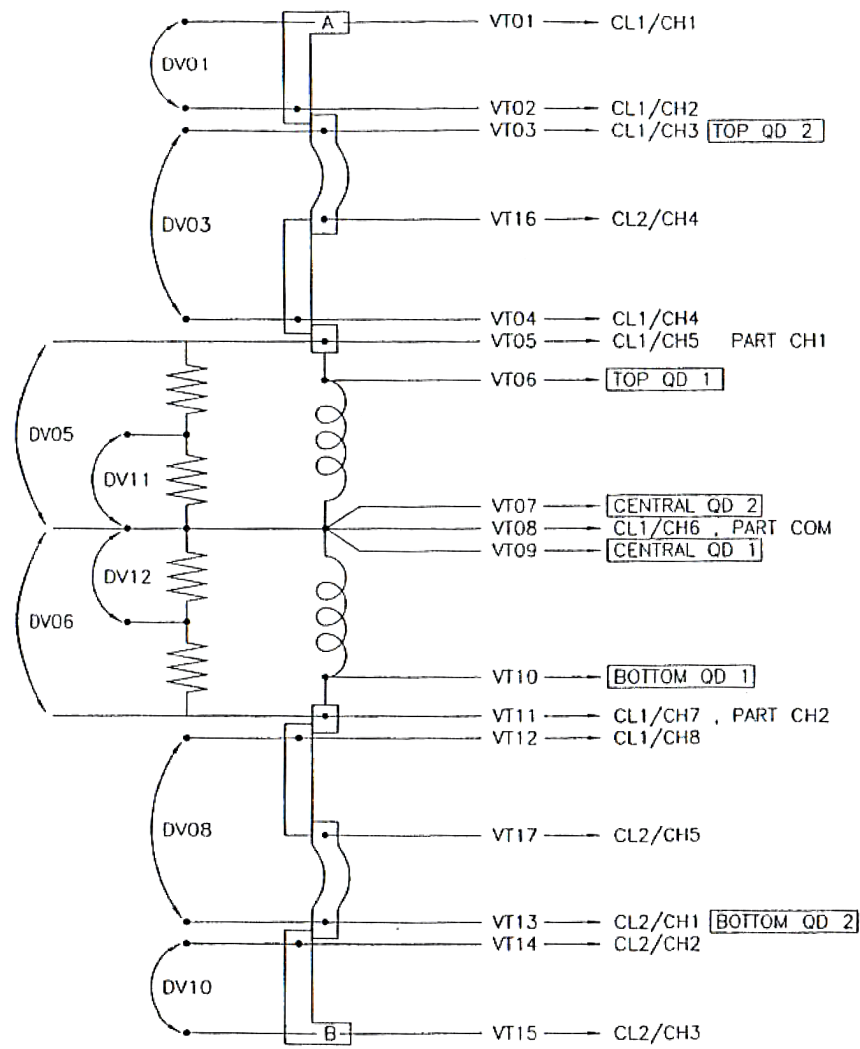 A VT01 CL1/CH1
DV01
VT02 CL1/CH2
VT03 CL1/CH3 TOP QD 2
DV03
VT16 CL2/CH4
VT04 CL1/CH4
VT05 CL1/CH5 PART CH1
VT06 TOP QD 1
DV05
DV11
VT07 CENTRAL QD 2
VT08 CL1/CH6 , PART COM
VT09 CENTRAL QD 1
DV12
DV06
VT10 BOTTOM QD 1
VT11 CL1/CH7 , PART CH2
VT12 CL1/CH8
DV08
VT17 CL2/CH5
VT13 CL2/CH1 BOTTOM QD 2
VT14 CL2/CH2
DV10
B VT15 CL2/CH3